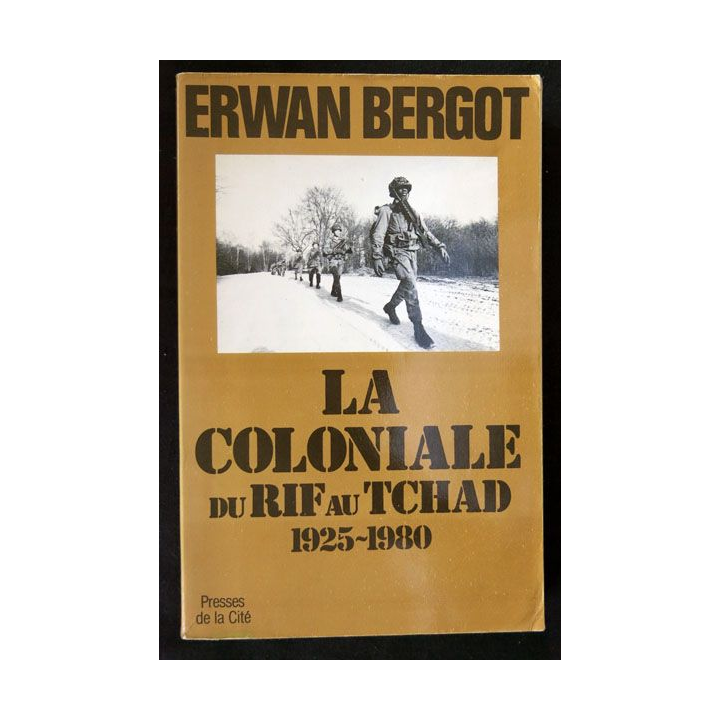 ERWAN BERGOT
LA
COLONIALE
DU RIF AU TCHAD
1925~1980
Presses
de la Cité